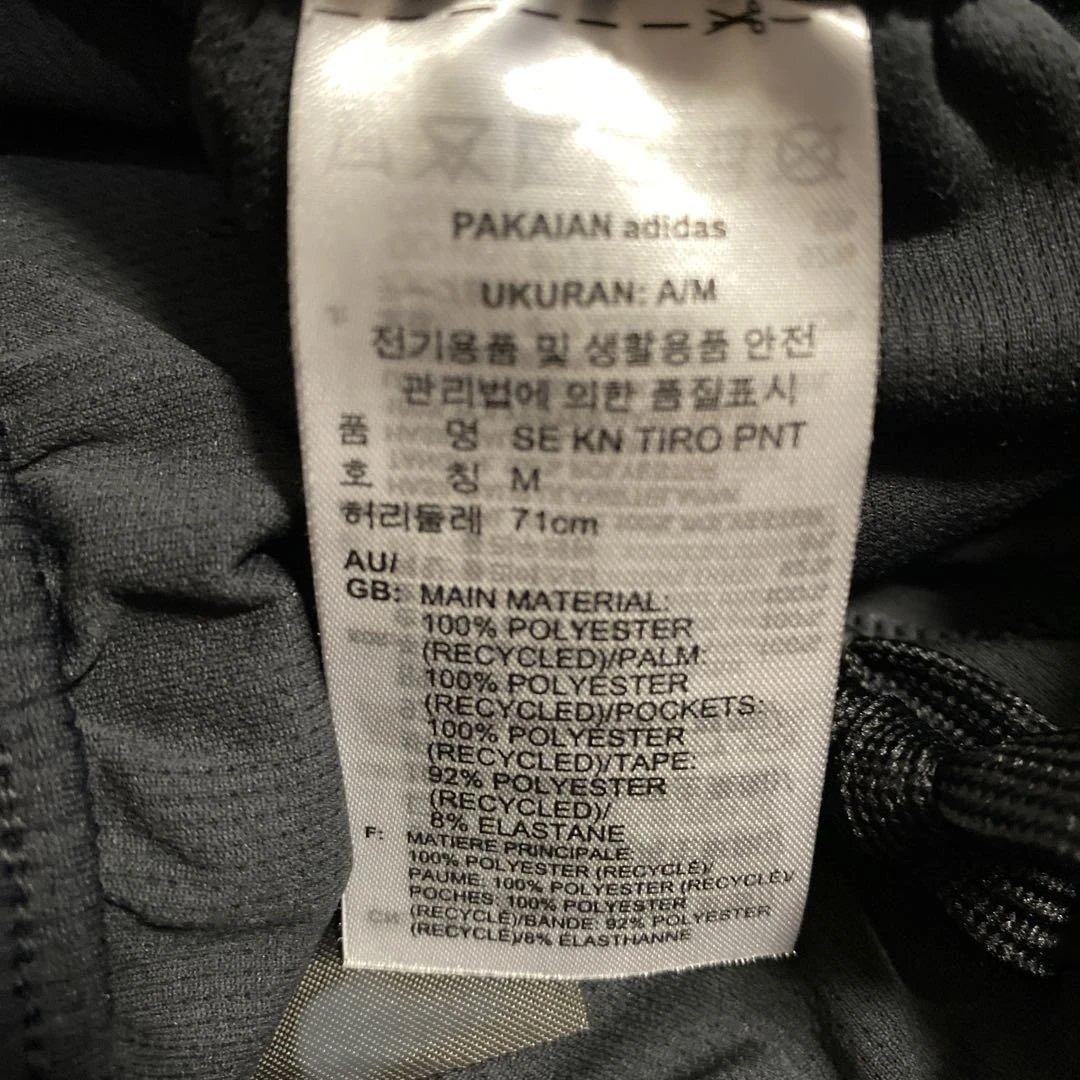 PAKAIAN adidas
UKURAN: A/M
전기용품 및 생활용품 안전
관리법에 의한 품질표시
품 명 SE KN TIRO PNT
호 칭 M
허리둘레 71cm
AU/
GB: MAIN MATERIAL:
100% POLYESTER
(RECYCLED)/PALM:
100% POLYESTER
(RECYCLED)/POCKETS:
100% POLYESTER
(RECYCLED)/TAPE:
92% POLYESTER
(RECYCLED)/
8% ELASTANE
F: MATIERE PRINCIPALE:
100% POLYESTER (RECYCLÉ)/
PAUME: 100% POLYESTER (RECYCLÉ)/
POCHES: 100% POLYESTER
(RECYCLÉ)/BANDE: 92% POLYESTER
(RECYCLÉ)/8% ÉLASTHANNE